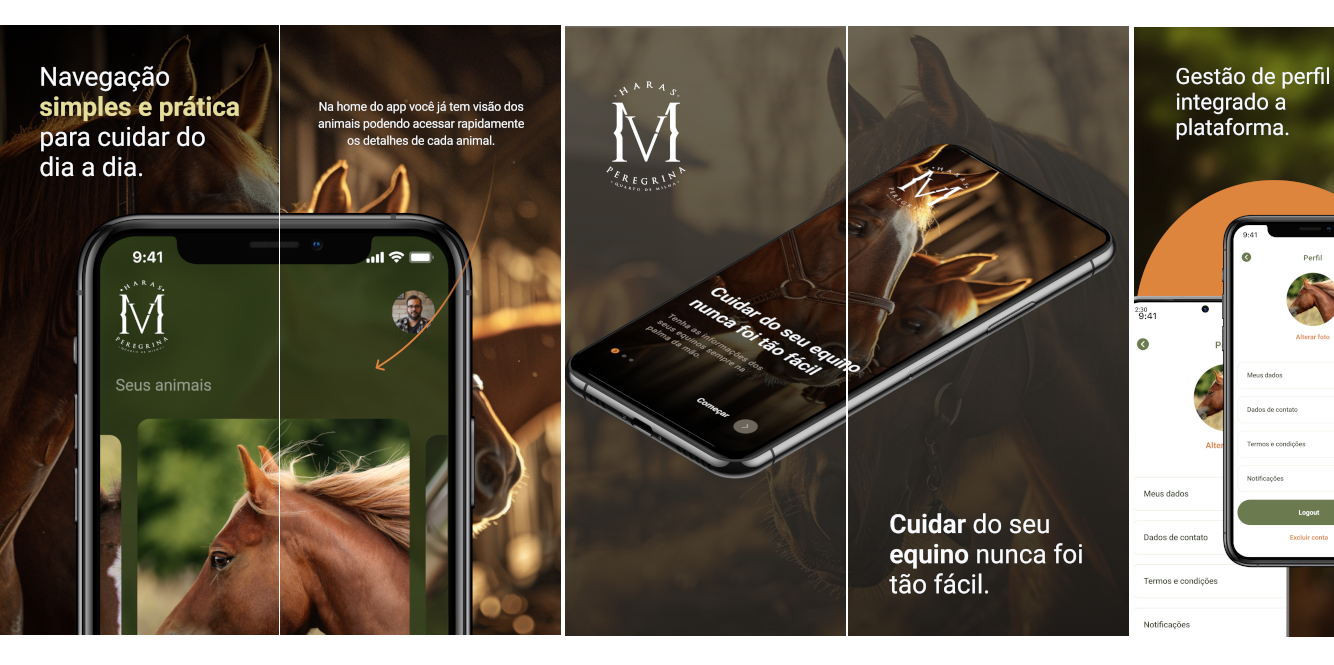 Navegação
simples e prática
para cuidar do
dia a dia.
Na home do app você já tem visão dos
animais podendo acessar rapidamente
os detalhes de cada animal.
9:41
HARAS
M
PEREGRINA
QUARTO DE MILHA
Seus animais
HARAS
M
PEREGRINA
QUARTO DE MILHA
HARAS
M
Cuidar do seu equino
nunca foi tão fácil
Tenha as informações dos
seus equinos sempre na
palma da mão.
Começar
Cuidar do seu
equino nunca foi
tão fácil.
Gestão de perfil
integrado a
plataforma.
9:41
Perfil
Alterar foto
Meus dados
Dados de contato
Termos e condições
Notificações
Logout
Excluir conta
2:30
9:41
P
Alter
Meus dados
Dados de contato
Termos e condições
Notificações